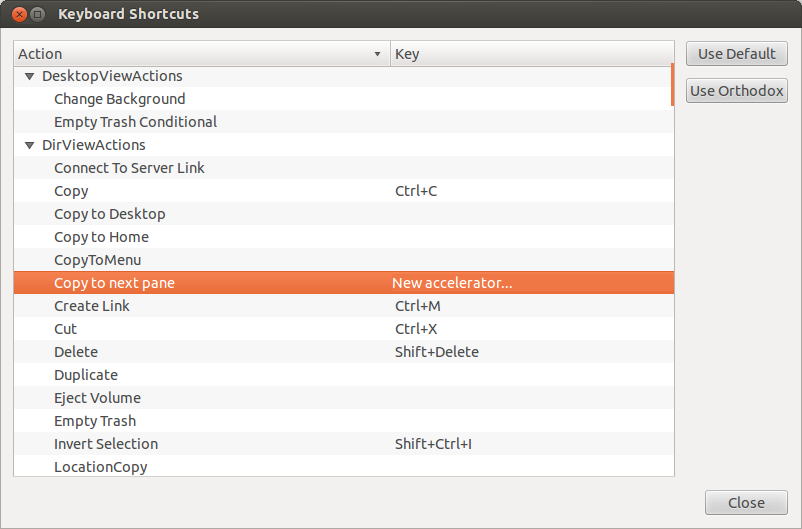 Keyboard Shortcuts
Action Key
Use Default
DesktopViewActions
Change Background
Use Orthodox
Empty Trash Conditional
DirViewActions
Connect To Server Link
Copy Ctrl+C
Copy to Desktop
Copy to Home
CopyToMenu
Copy to next pane New accelerator...
Create Link Ctrl+M
Cut Ctrl+X
Delete Shift+Delete
Duplicate
Eject Volume
Empty Trash
Invert Selection Shift+Ctrl+I
LocationCopy
Close